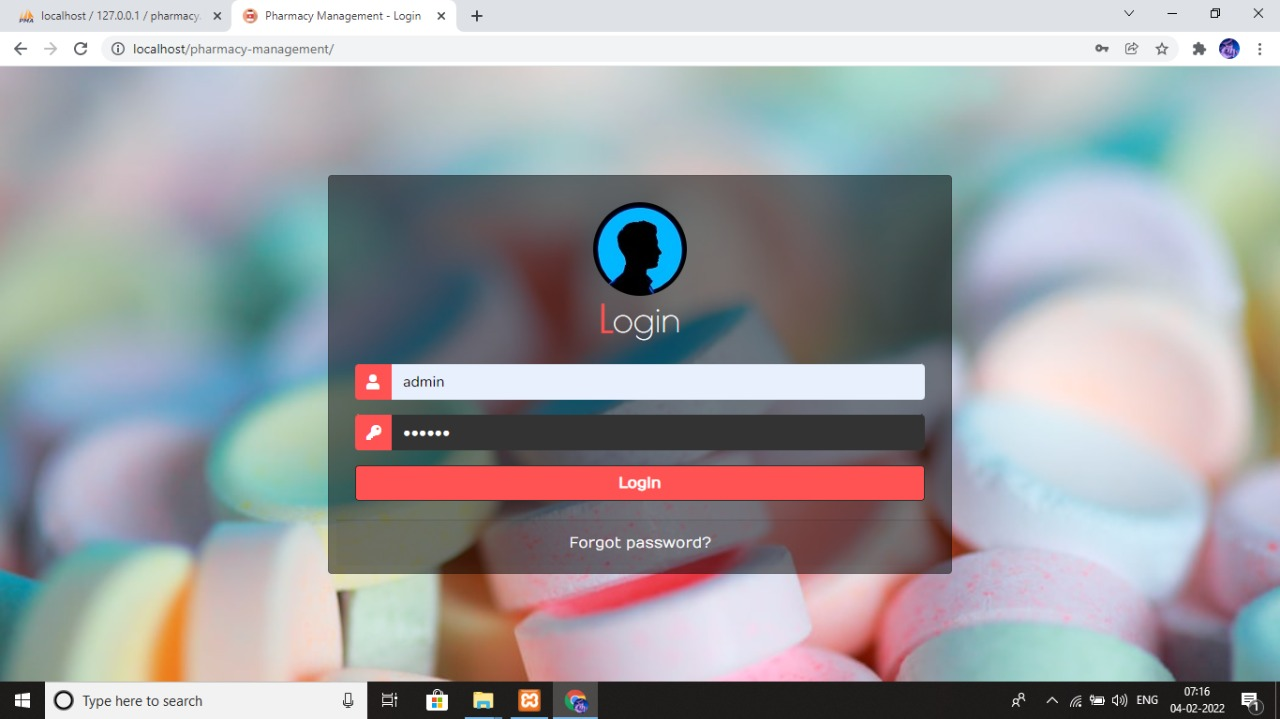 localhost / 127.0.0.1 / pharmacy.
Pharmacy Management - Login
localhost/pharmacy-management/
Login
admin
••••••
Login
Forgot password?
Type here to search
ENG
07:16
04-02-2022
1